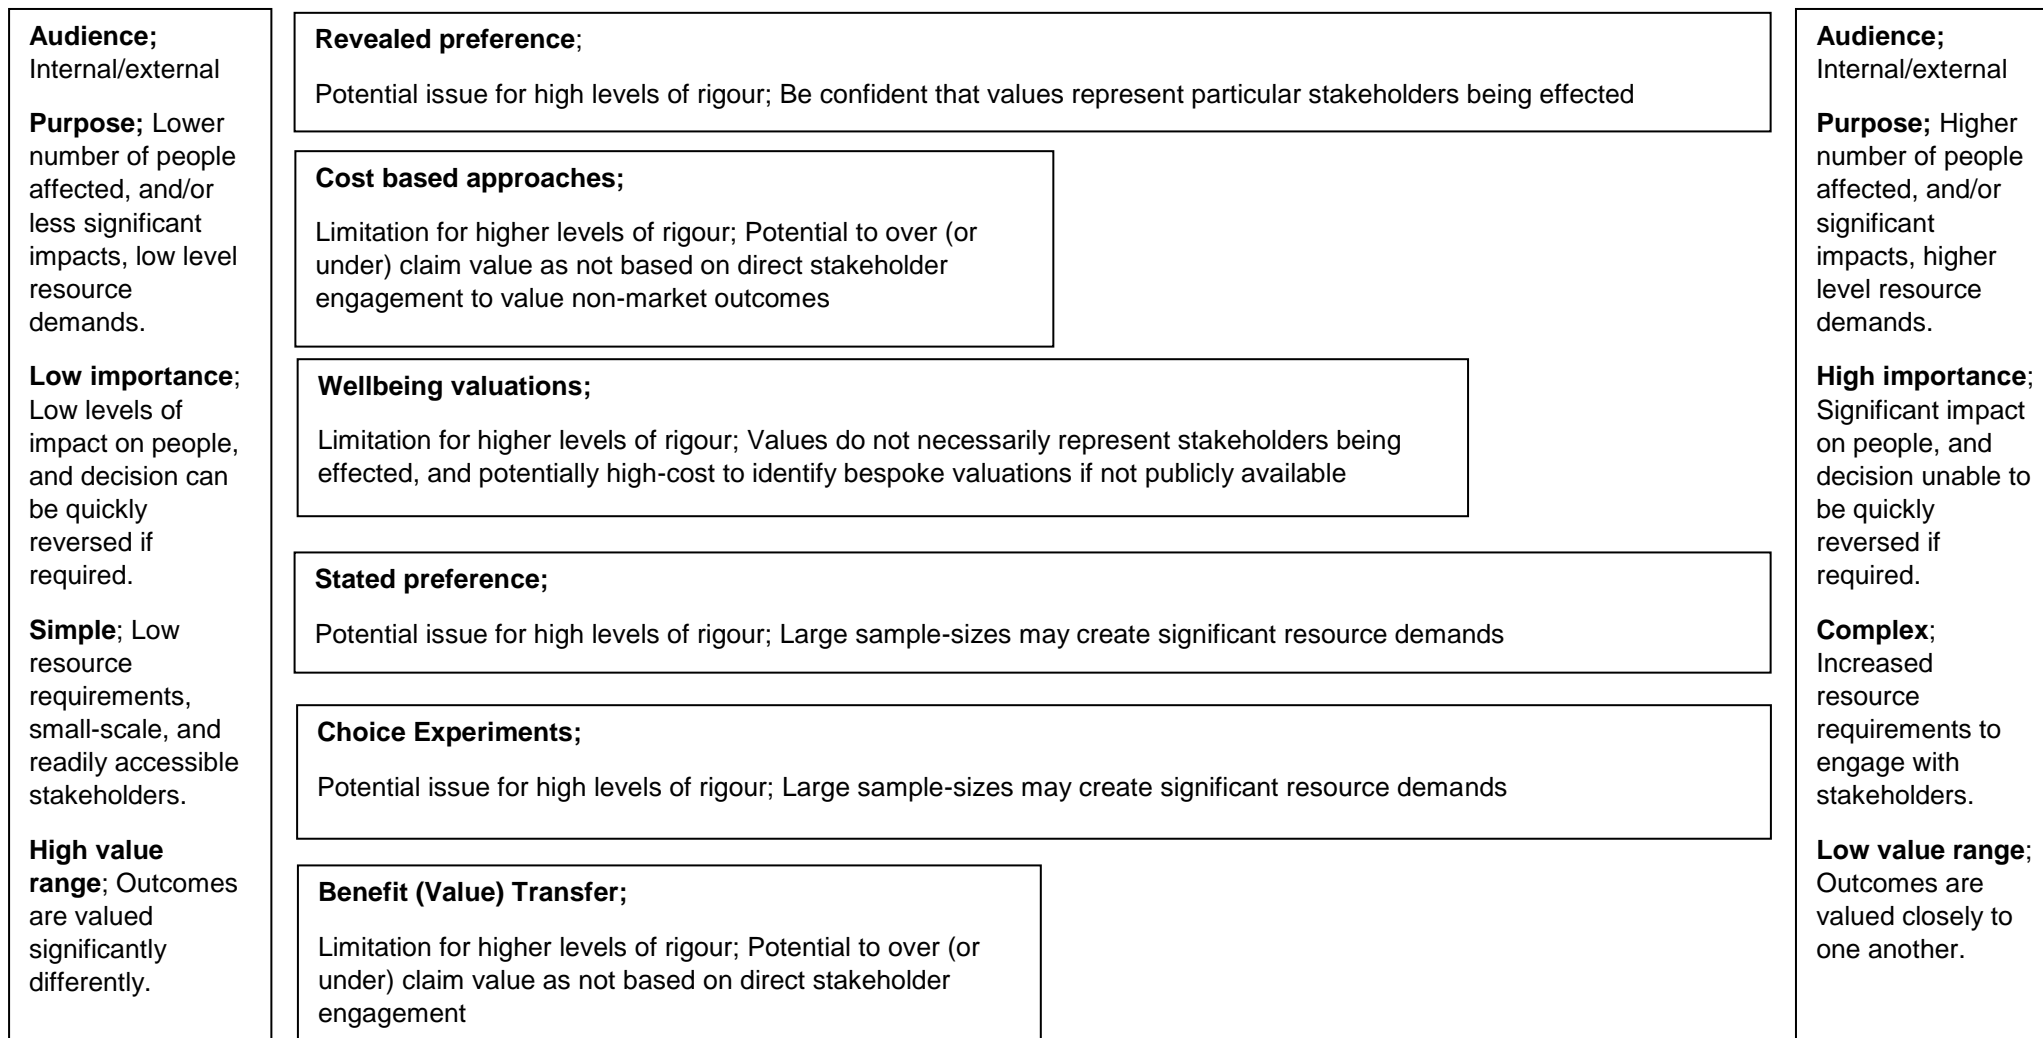 Audience;
Internal/external
Purpose; Lower
number of people
affected, and/or
less significant
impacts, low level
resource
demands.
Low importance;
Low levels of
impact on people,
and decision can
be quickly
reversed if
required.
Simple; Low
resource
requirements,
small-scale, and
readily accessible
stakeholders.
High value
range; Outcomes
are valued
significantly
differently.
Revealed preference;
Potential issue for high levels of rigour; Be confident that values represent particular stakeholders being effected
Cost based approaches;
Limitation for higher levels of rigour; Potential to over (or
under) claim value as not based on direct stakeholder
engagement to value non-market outcomes
Wellbeing valuations;
Limitation for higher levels of rigour; Values do not necessarily represent stakeholders being
effected, and potentially high-cost to identify bespoke valuations if not publicly available
Stated preference;
Potential issue for high levels of rigour; Large sample-sizes may create significant resource demands
Choice Experiments;
Potential issue for high levels of rigour; Large sample-sizes may create significant resource demands
Benefit (Value) Transfer;
Limitation for higher levels of rigour; Potential to over (or
under) claim value as not based on direct stakeholder
engagement
Audience;
Internal/external
Purpose; Higher
number of people
affected, and/or
significant
impacts, higher
level resource
demands.
High importance;
Significant impact
on people, and
decision unable to
be quickly
reversed if
required.
Complex;
Increased
resource
requirements to
engage with
stakeholders.
Low value range;
Outcomes are
valued closely to
one another.